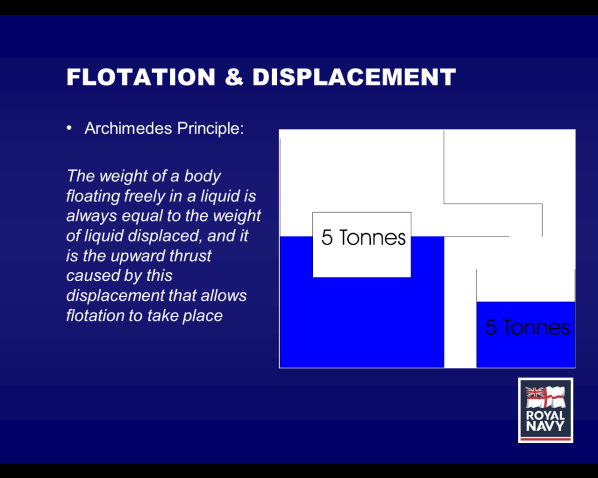 FLOTATION & DISPLACEMENT
• Archimedes Principle:
The weight of a body
floating freely in a liquid is
always equal to the weight
of liquid displaced, and it
is the upward thrust
caused by this
displacement that allows
flotation to take place
5 Tonnes
5 Tonnes
ROYAL
NAVY